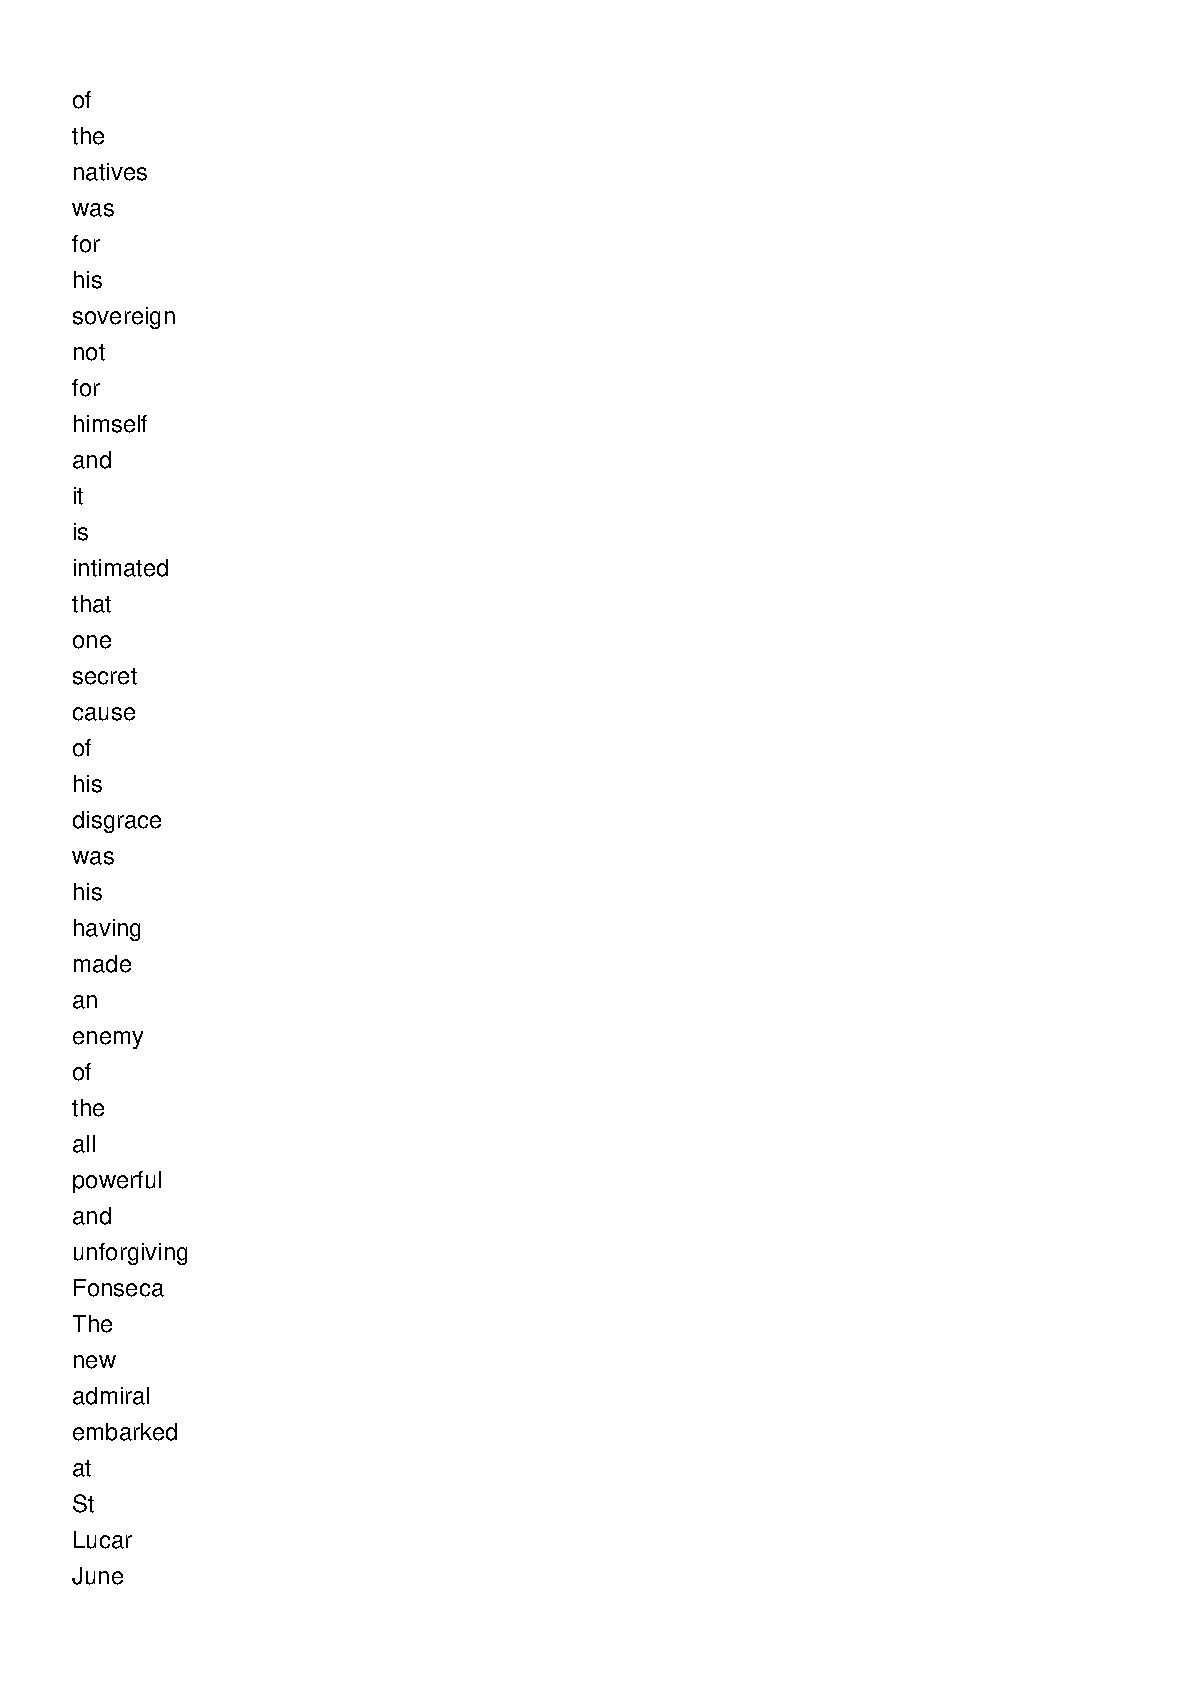 of
the
natives
was
for
his
sovereign
not
for
himself
and
it
is
intimated
that
one
secret
cause
of
his
disgrace
was
his
having
made
an
enemy
of
the
all
powerful
and
unforgiving
Fonseca
The
new
admiral
embarked
at
St
Lucar
June